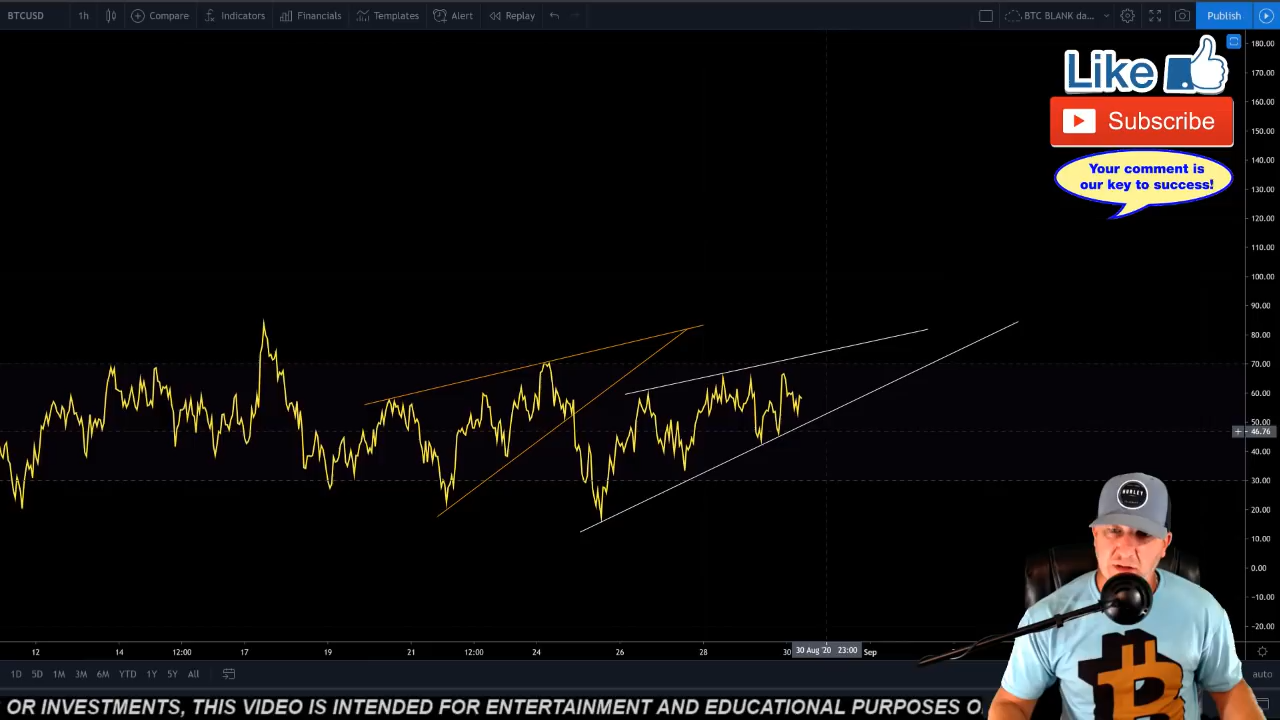 BTCUSD 1h Compare Indicators Financials Templates Alert Replay BTC BLANK da... Publish
180.00
170.00
160.00
150.00
140.00
130.00
120.00
110.00
100.00
90.00
80.00
70.00
60.00
50.00
46.76
40.00
30.00
20.00
10.00
0.00
-10.00
-20.00
Like
Subscribe
Your comment is
our key to success!
HURLEY
12 14 12:00 17 19 21 12:00 24 26 28 30 30 Aug '20 23:00 Sep
1D 5D 1M 3M 6M YTD 1Y 5Y All auto
OR INVESTMENTS, THIS VIDEO IS INTENDED FOR ENTERTAINMENT AND EDUCATIONAL PURPOSES O